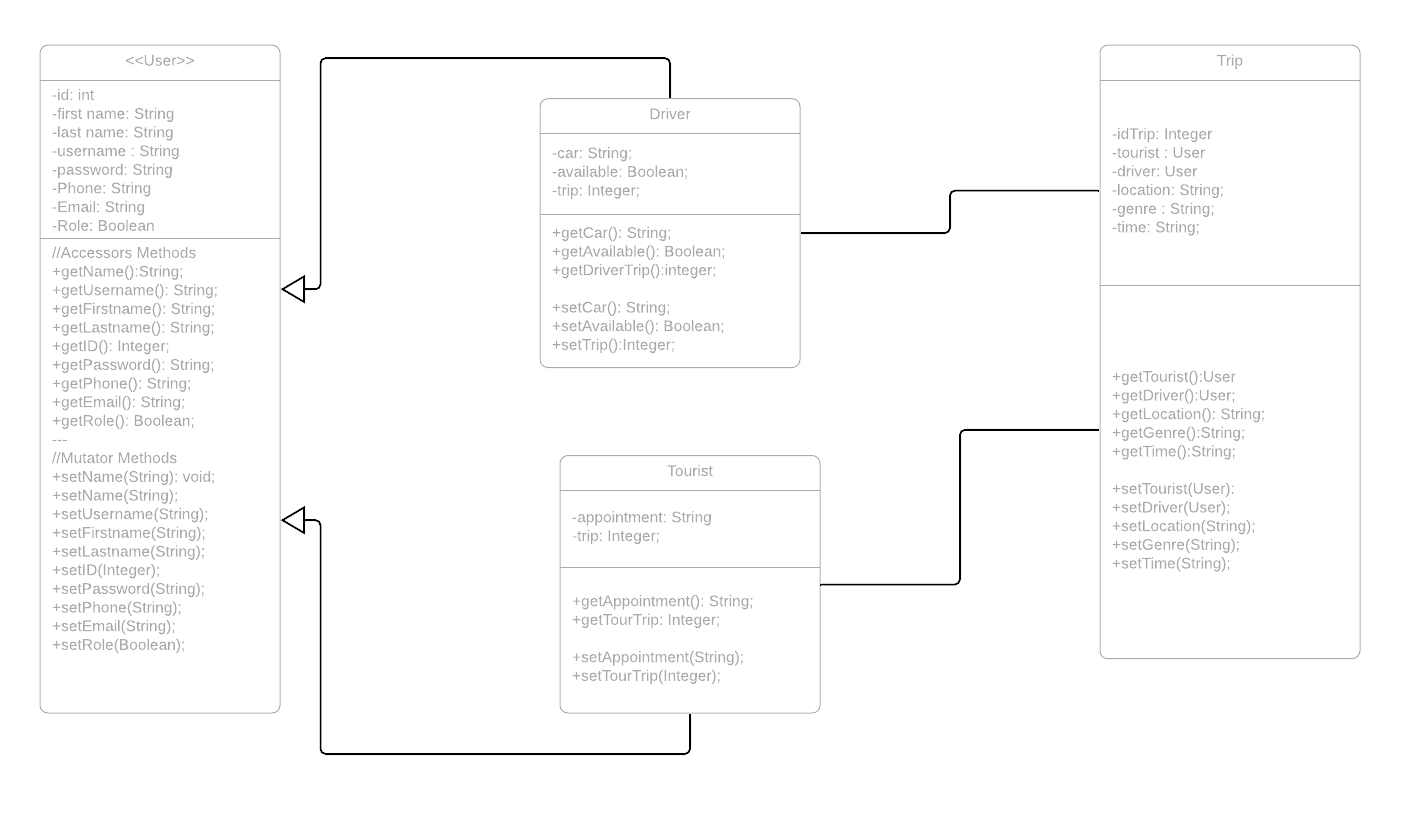 <<User>>
-id: int
-first name: String
-last name: String
-username : String
-password: String
-Phone: String
-Email: String
-Role: Boolean
//Accessors Methods
+getName():String;
+getUsername(): String;
+getFirstname(): String;
+getLastname(): String;
+getID(): Integer;
+getPassword(): String;
+getPhone(): String;
+getEmail(): String;
+getRole(): Boolean;
---
//Mutator Methods
+setName(String): void;
+setName(String);
+setUsername(String);
+setFirstname(String);
+setLastname(String);
+setID(Integer);
+setPassword(String);
+setPhone(String);
+setEmail(String);
+setRole(Boolean);
Driver
-car: String;
-available: Boolean;
-trip: Integer;
+getCar(): String;
+getAvailable(): Boolean;
+getDriverTrip():integer;
+setCar(): String;
+setAvailable(): Boolean;
+setTrip():Integer;
Tourist
-appointment: String
-trip: Integer;
+getAppointment(): String;
+getTourTrip: Integer;
+setAppointment(String);
+setTourTrip(Integer);
Trip
-idTrip: Integer
-tourist : User
-driver: User
-location: String;
-genre : String;
-time: String;
+getTourist():User
+getDriver():User;
+getLocation(): String;
+getGenre():String;
+getTime():String;
+setTourist(User):
+setDriver(User);
+setLocation(String);
+setGenre(String);
+setTime(String);